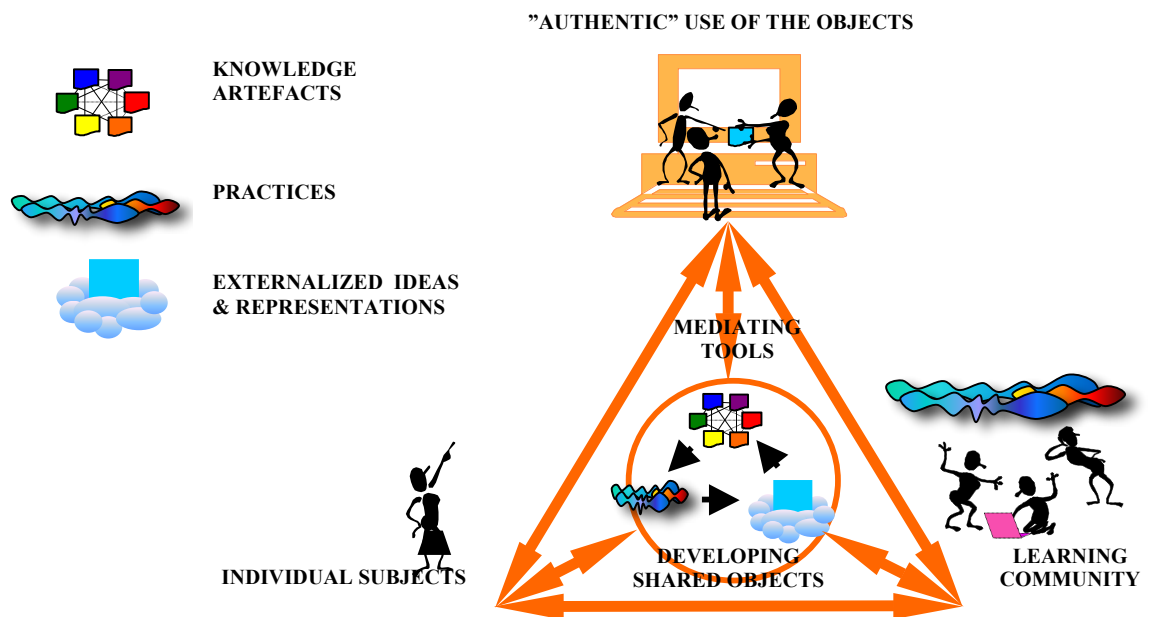 ”AUTHENTIC” USE OF THE OBJECTS
KNOWLEDGE
ARTEFACTS
PRACTICES
EXTERNALIZED IDEAS
& REPRESENTATIONS
MEDIATING
TOOLS
INDIVIDUAL SUBJECTS
DEVELOPING
SHARED OBJECTS
LEARNING
COMMUNITY